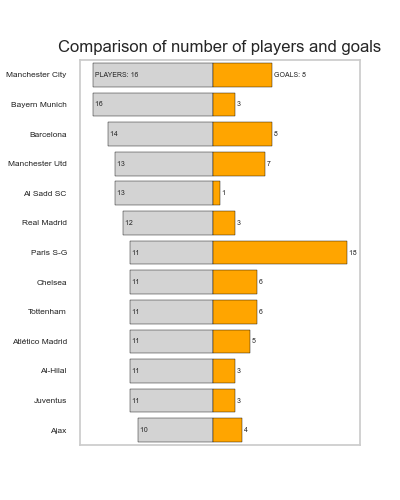 Comparison of number of players and goals
Manchester City PLAYERS: 16 GOALS: 8
Bayern Munich 16 3
Barcelona 14 8
Manchester Utd 13 7
Al Sadd SC 13 1
Real Madrid 12 3
Paris S-G 11 18
Chelsea 11 6
Tottenham 11 6
Atlético Madrid 11 5
Al-Hilal 11 3
Juventus 11 3
Ajax 10 4